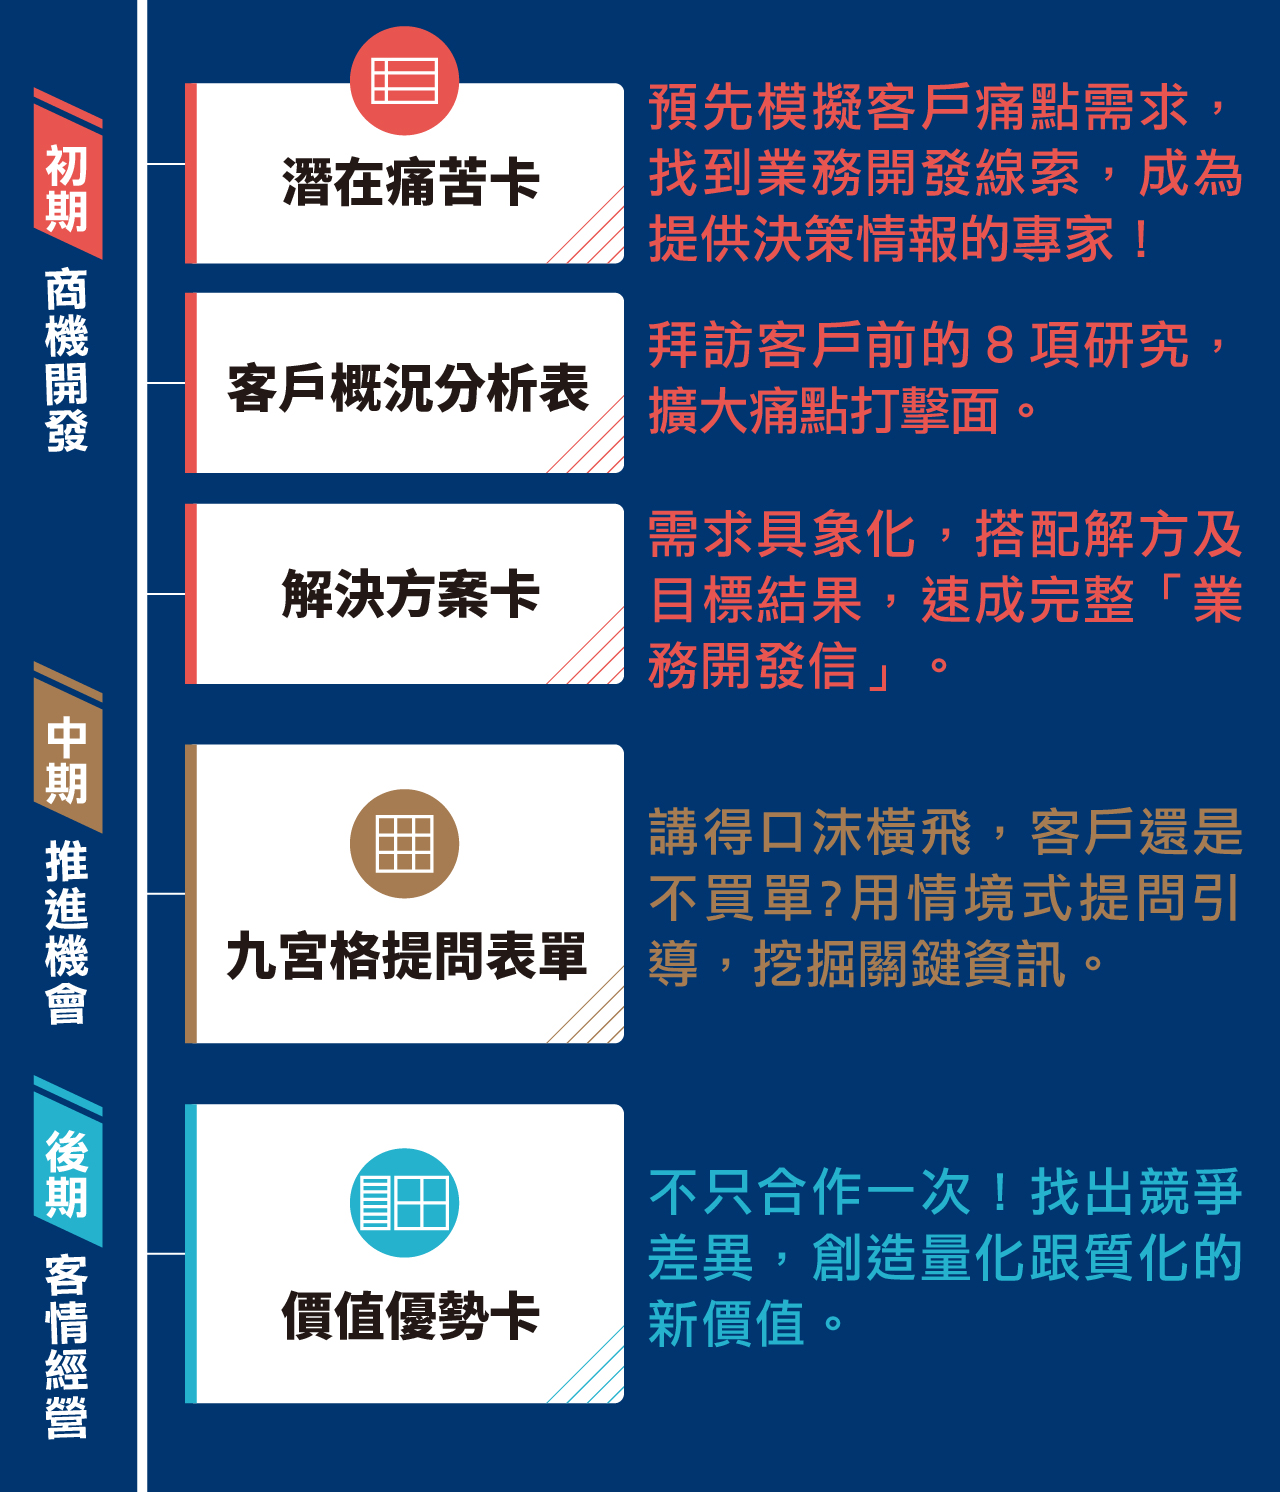 初期
商機開發
潛在痛苦卡
預先模擬客戶痛點需求，
找到業務開發線索，成為
提供決策情報的專家！
客戶概況分析表
拜訪客戶前的 8 項研究，
擴大痛點打擊面。
解決方案卡
需求具象化，搭配解方及
目標結果，速成完整「業
務開發信」。
中期
推進機會
九宮格提問表單
講得口沫橫飛，客戶還是
不買單?用情境式提問引
導，挖掘關鍵資訊。
後期
客情經營
價值優勢卡
不只合作一次！找出競爭
差異，創造量化跟質化的
新價值。